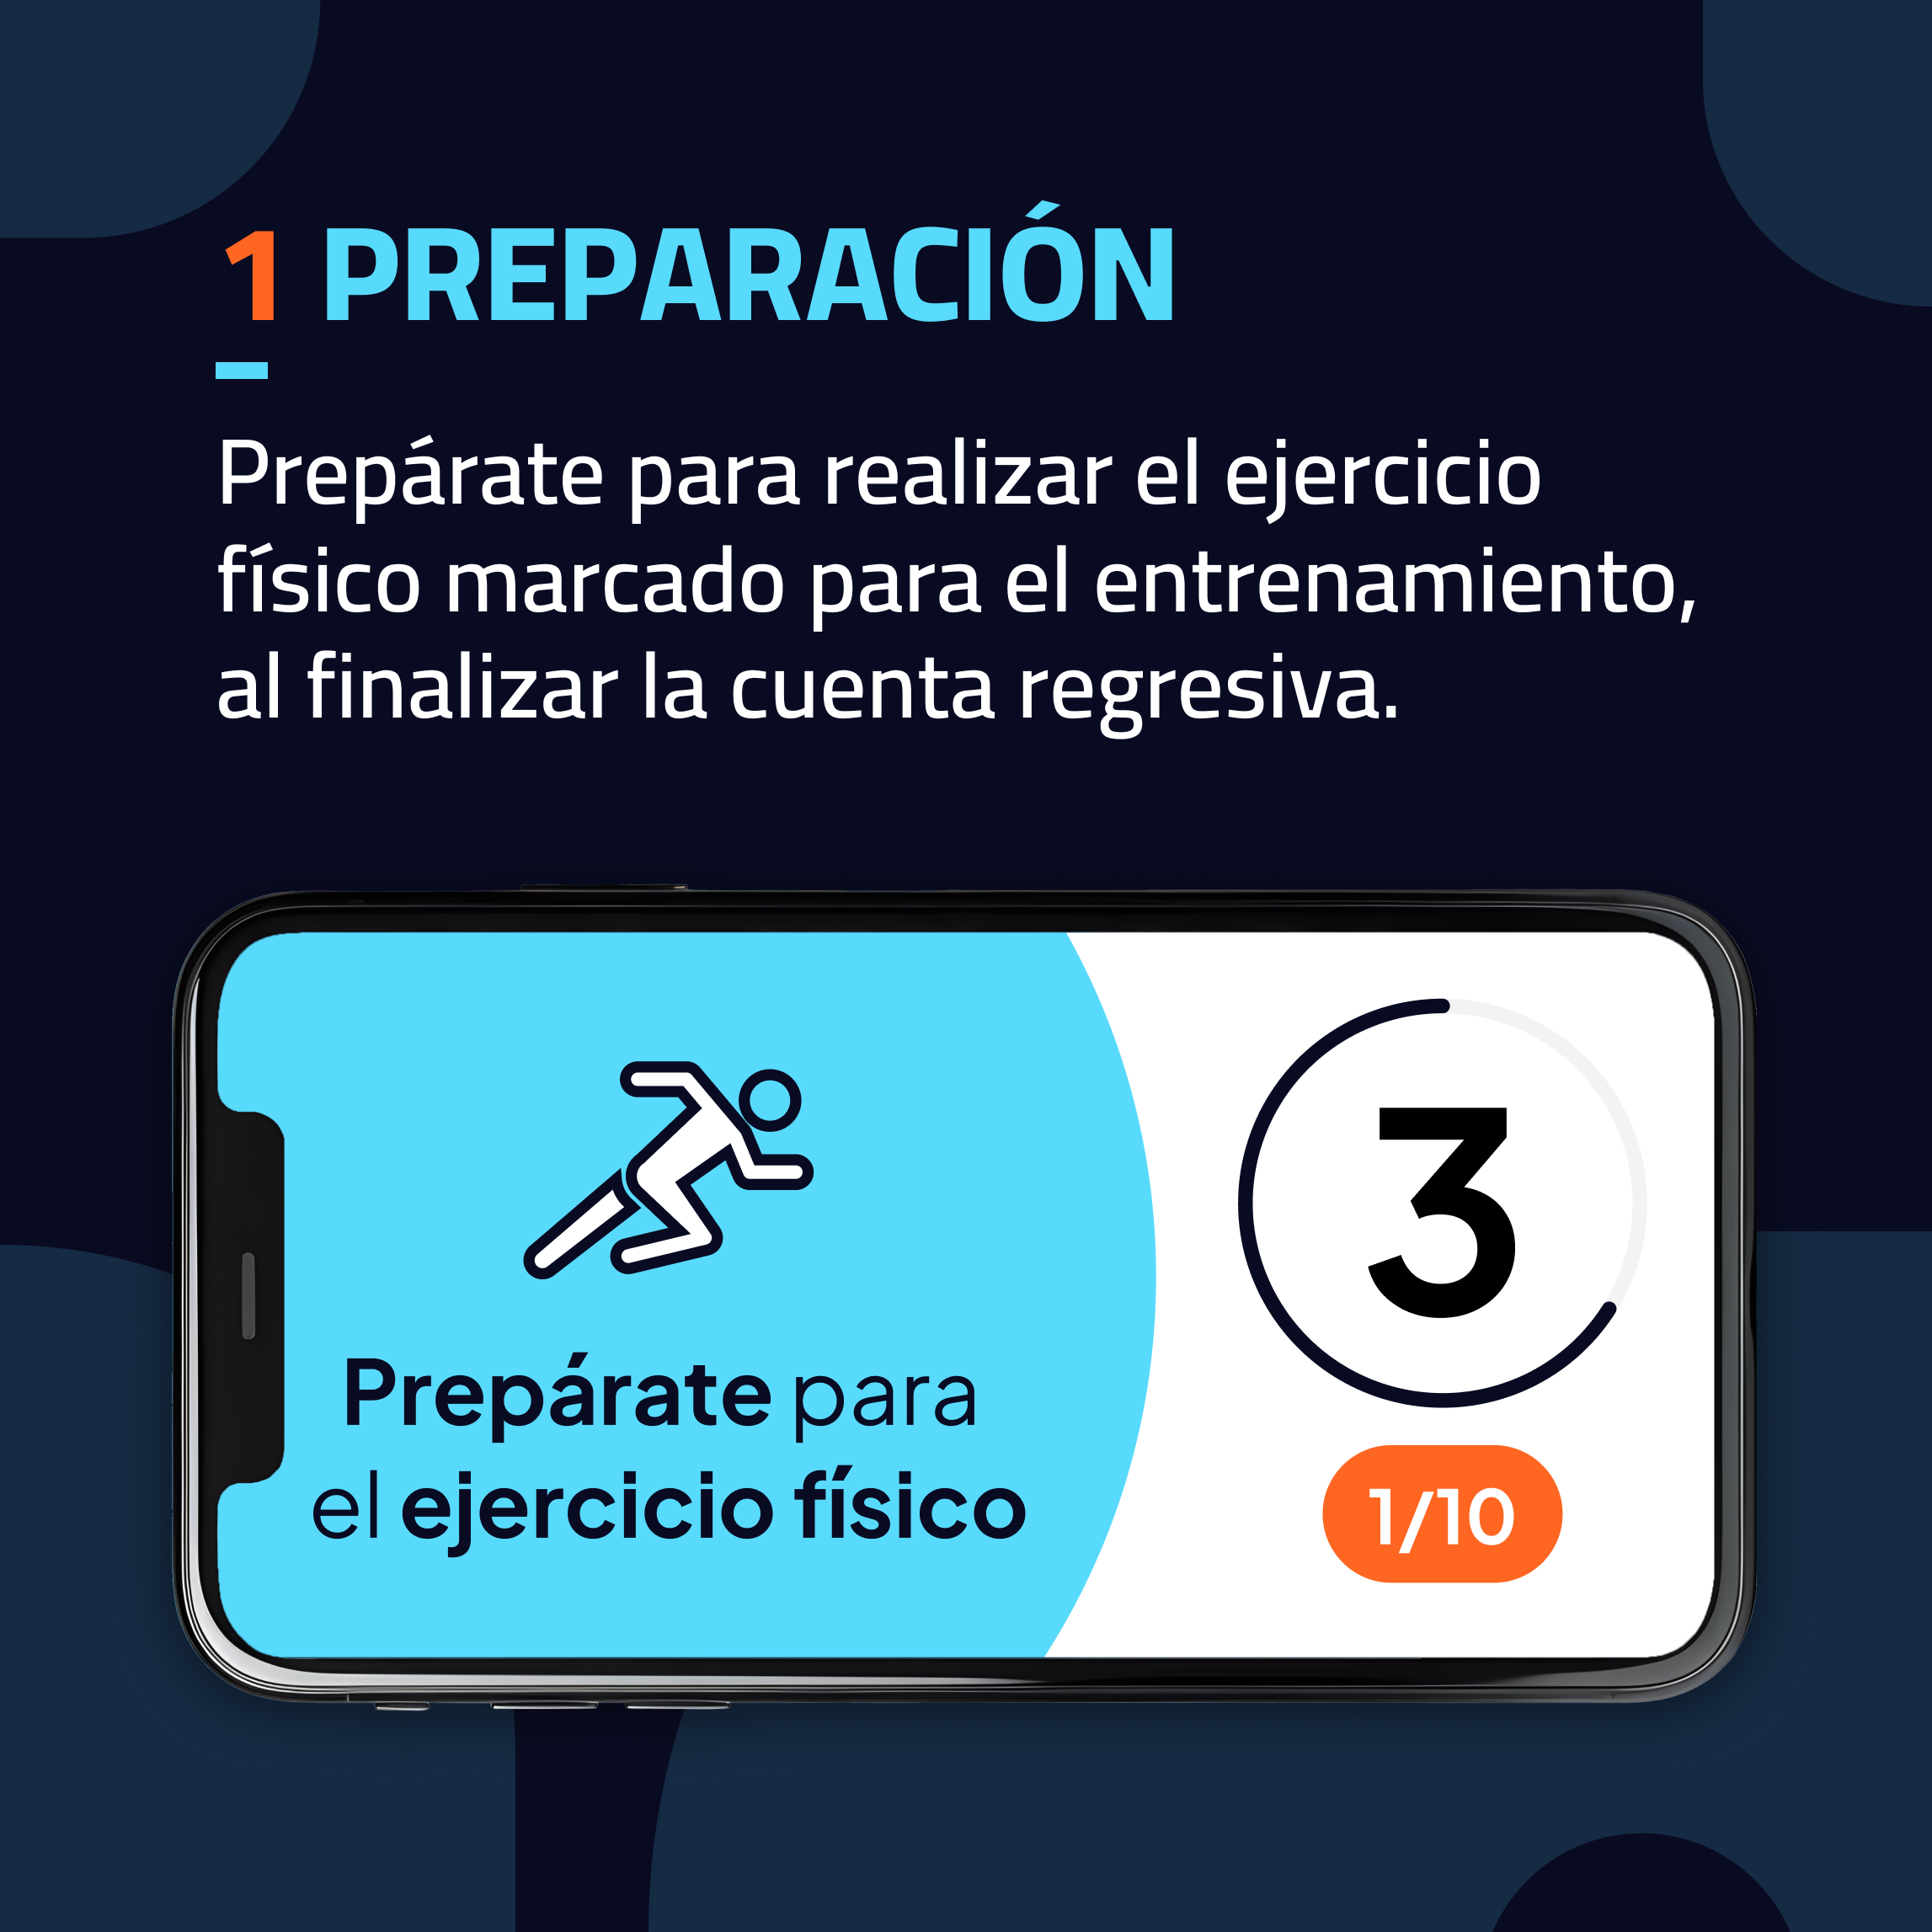 1 PREPARACIÓN
Prepárate para realizar el ejercicio
físico marcado para el entrenamiento,
al finalizar la cuenta regresiva.
Prepárate para
el ejercicio físico
3
1/10